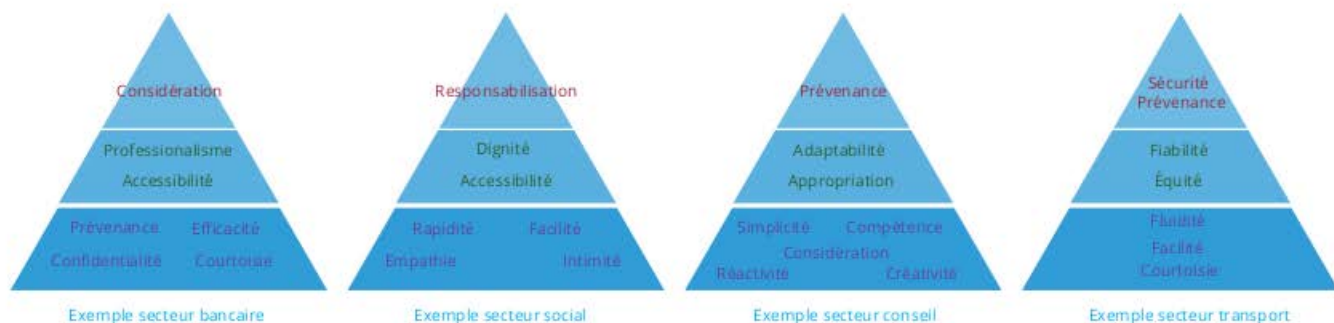 Considération
Professionalisme
Accessibilité
Prévenance Efficacité
Confidentialité Courtoisie
Exemple secteur bancaire
Responsabilisation
Dignité
Accessibilité
Rapidité Facilité
Empathie Intimité
Exemple secteur social
Prévenance
Adaptabilité
Appropriation
Simplicité Compétence
Considération
Réactivité Créativité
Exemple secteur conseil
Sécurité
Prévenance
Fiabilité
Équité
Fluidité
Facilité
Courtoisie
Exemple secteur transport